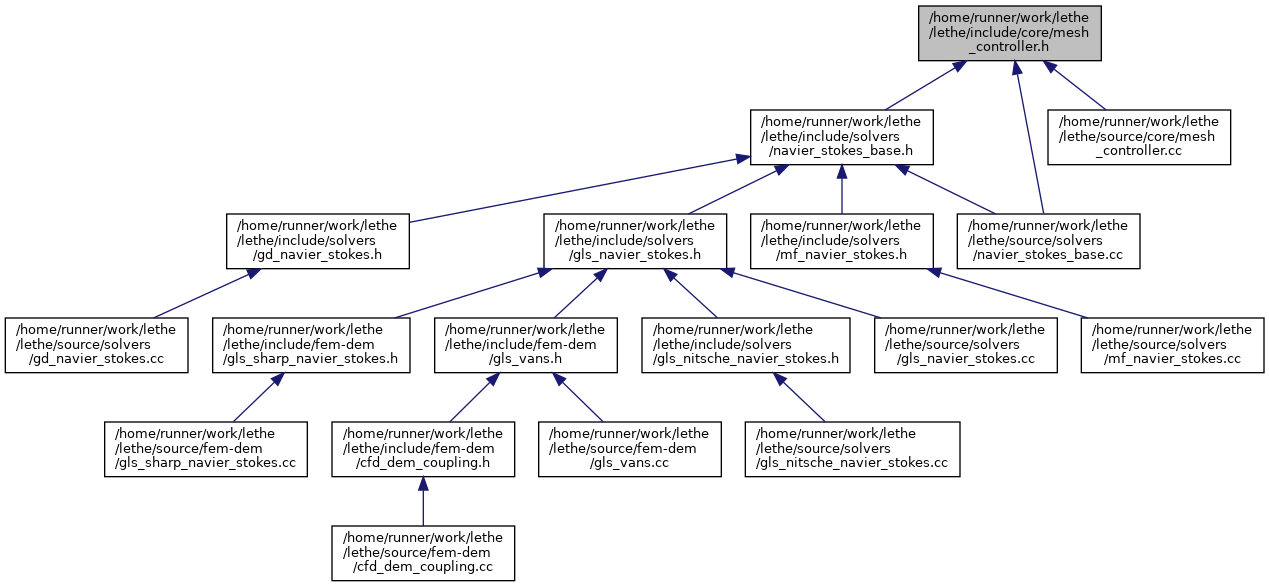 /home/runner/work/lethe
/lethe/include/core/mesh
_controller.h
/home/runner/work/lethe
/lethe/include/solvers
/navier_stokes_base.h
/home/runner/work/lethe
/lethe/source/core/mesh
_controller.cc
/home/runner/work/lethe
/lethe/include/solvers
/gd_navier_stokes.h
/home/runner/work/lethe
/lethe/include/solvers
/gls_navier_stokes.h
/home/runner/work/lethe
/lethe/include/solvers
/mf_navier_stokes.h
/home/runner/work/lethe
/lethe/source/solvers
/navier_stokes_base.cc
/home/runner/work/lethe
/lethe/source/solvers
/gd_navier_stokes.cc
/home/runner/work/lethe
/lethe/include/fem-dem
/gls_sharp_navier_stokes.h
/home/runner/work/lethe
/lethe/include/fem-dem
/gls_vans.h
/home/runner/work/lethe
/lethe/include/solvers
/gls_nitsche_navier_stokes.h
/home/runner/work/lethe
/lethe/source/solvers
/gls_navier_stokes.cc
/home/runner/work/lethe
/lethe/source/solvers
/mf_navier_stokes.cc
/home/runner/work/lethe
/lethe/source/fem-dem
/gls_sharp_navier_stokes.cc
/home/runner/work/lethe
/lethe/include/fem-dem
/cfd_dem_coupling.h
/home/runner/work/lethe
/lethe/source/fem-dem
/gls_vans.cc
/home/runner/work/lethe
/lethe/source/solvers
/gls_nitsche_navier_stokes.cc
/home/runner/work/lethe
/lethe/source/fem-dem
/cfd_dem_coupling.cc